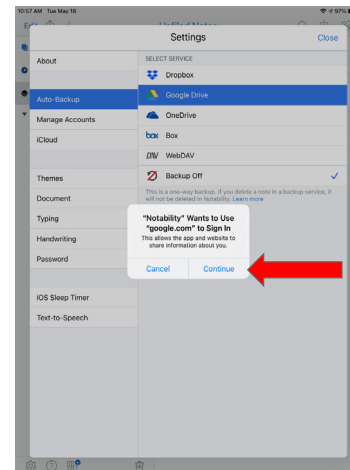 10:57 AM Tue May 18
97%
Settings
Close
About
Auto-Backup
Manage Accounts
iCloud
Themes
Document
Typing
Handwriting
Password
iOS Sleep Timer
Text-to-Speech
SELECT SERVICE
Dropbox
Google Drive
OneDrive
box Box
DAV WebDAV
Backup Off
This is a one-way backup. If you delete a note in a backup service, it
will not be deleted in Notability. Learn more
"Notability" Wants to Use
"google.com" to Sign In
This allows the app and website to
share information about you.
Cancel
Continue